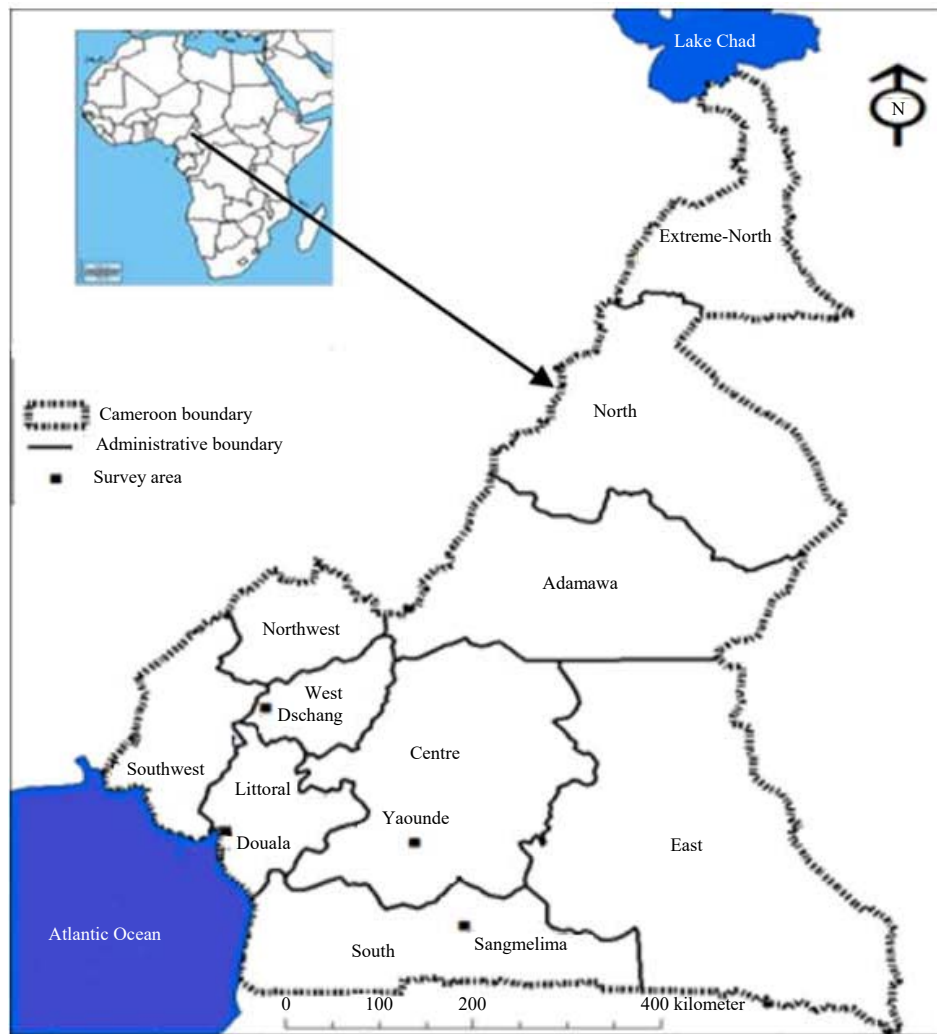 Lake Chad
N
Extreme-North
Cameroon boundary
Administrative boundary
Survey area
North
Adamawa
Northwest
West
Dschang
Centre
Southwest
Littoral
Yaounde
Douala
East
Atlantic Ocean
South
Sangmelima
0 100 200 400 kilometer